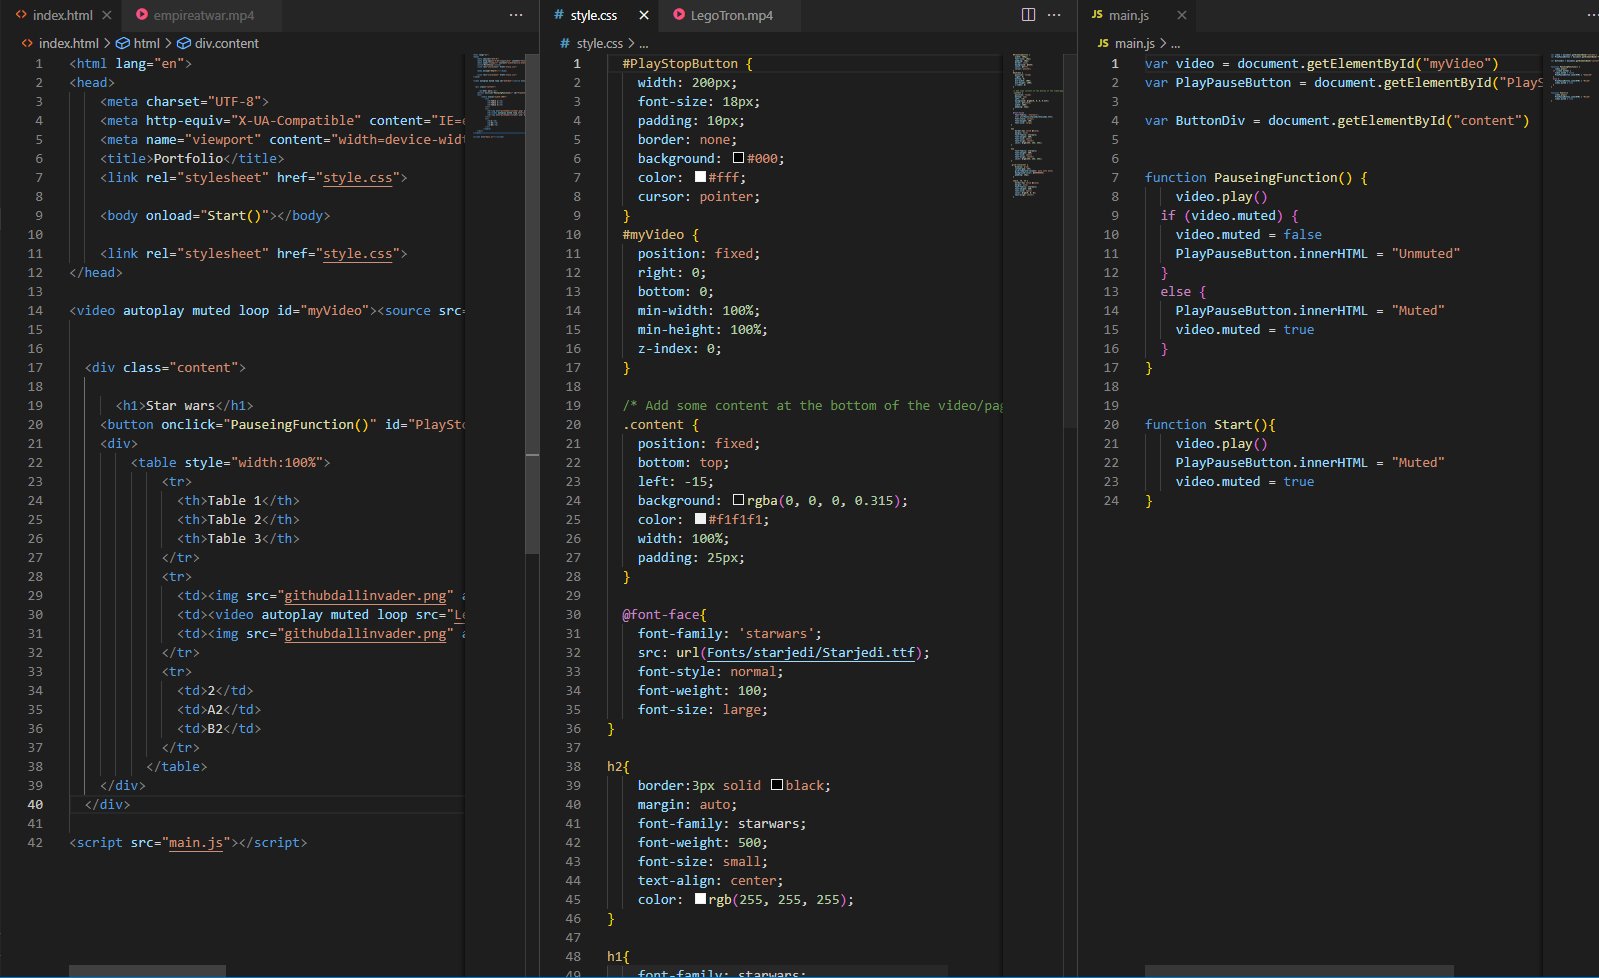 index.html
empireatwar.mp4
index.html > html > div.content
1 <html lang="en">
2 <head>
3 <meta charset="UTF-8">
4 <meta http-equiv="X-UA-Compatible" content="IE=
5 <meta name="viewport" content="width=device-wid
6 <title>Portfolio</title>
7 <link rel="stylesheet" href="style.css">
8
9 <body onload="Start()"></body>
10
11 <link rel="stylesheet" href="style.css">
12 </head>
13
14 <video autoplay muted loop id="myVideo"><source src=
15
16
17 <div class="content">
18
19 <h1>Star wars</h1>
20 <button onclick="PauseingFunction()" id="PlaySto
21 <div>
22 <table style="width:100%">
23 <tr>
24 <th>Table 1</th>
25 <th>Table 2</th>
26 <th>Table 3</th>
27 </tr>
28 <tr>
29 <td><img src="githubdallinvader.png" a
30 <td><video autoplay muted loop src="Le
31 <td><img src="githubdallinvader.png" a
32 </tr>
33 <tr>
34 <td>2</td>
35 <td>A2</td>
36 <td>B2</td>
37 </tr>
38 </table>
39 </div>
40 </div>
41
42 <script src="main.js"></script>
# style.css
LegoTron.mp4
# style.css > ...
1 #PlayStopButton {
2 width: 200px;
3 font-size: 18px;
4 padding: 10px;
5 border: none;
6 background: #000;
7 color: #fff;
8 cursor: pointer;
9 }
10 #myVideo {
11 position: fixed;
12 right: 0;
13 bottom: 0;
14 min-width: 100%;
15 min-height: 100%;
16 z-index: 0;
17 }
18
19 /* Add some content at the bottom of the video/pag
20 .content {
21 position: fixed;
22 bottom: top;
23 left: -15;
24 background: rgba(0, 0, 0, 0.315);
25 color: #f1f1f1;
26 width: 100%;
27 padding: 25px;
28 }
29
30 @font-face{
31 font-family: 'starwars';
32 src: url(Fonts/starjedi/Starjedi.ttf);
33 font-style: normal;
34 font-weight: 100;
35 font-size: large;
36 }
37
38 h2{
39 border:3px solid black;
40 margin: auto;
41 font-family: starwars;
42 font-weight: 500;
43 font-size: small;
44 text-align: center;
45 color: rgb(255, 255, 255);
46 }
47
48 h1{
49 font-family: starwars;
JS main.js
JS main.js > ...
1 var video = document.getElementById("myVideo")
2 var PlayPauseButton = document.getElementById("PlayS
3
4 var ButtonDiv = document.getElementById("content")
5
6
7 function PauseingFunction() {
8 video.play()
9 if (video.muted) {
10 video.muted = false
11 PlayPauseButton.innerHTML = "Unmuted"
12 }
13 else {
14 PlayPauseButton.innerHTML = "Muted"
15 video.muted = true
16 }
17 }
18
19
20 function Start(){
21 video.play()
22 PlayPauseButton.innerHTML = "Muted"
23 video.muted = true
24 }